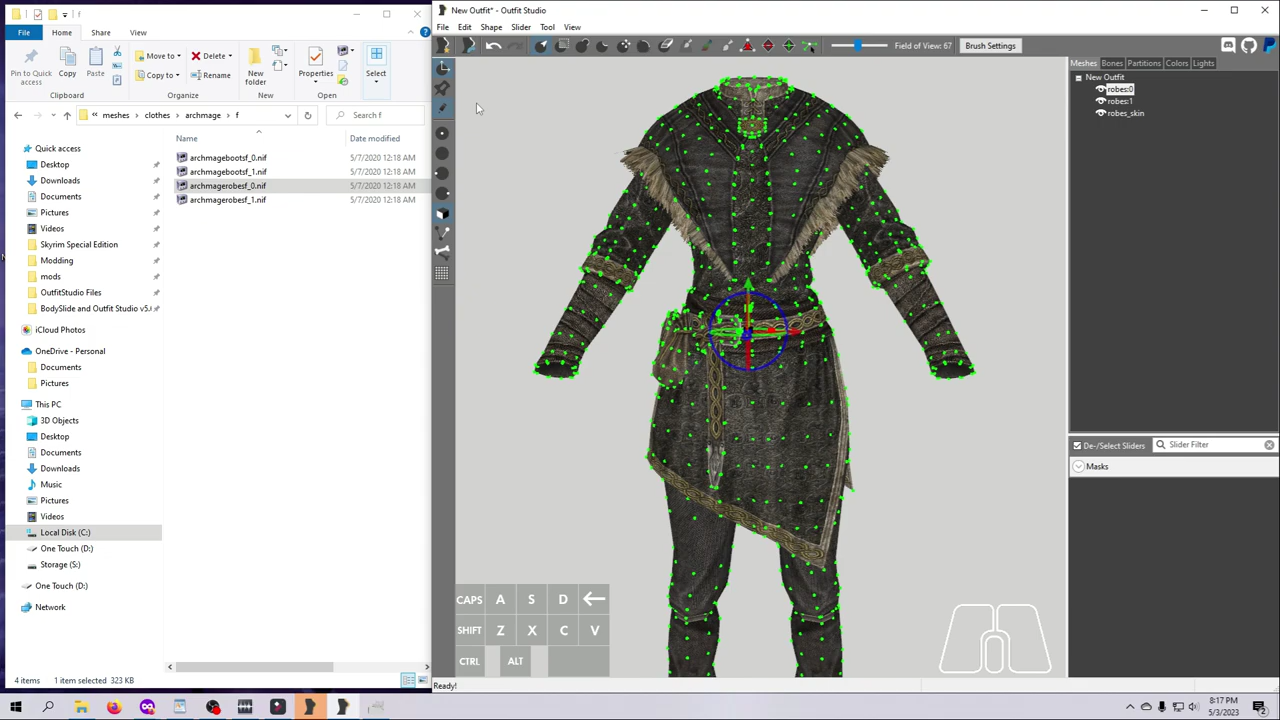 f
File
Home
Share
View
Pin to Quick
access
Copy
Paste
Move to
Copy to
Delete
Rename
New
folder
Properties
Select
Clipboard
Organize
New
Open
meshes > clothes > archmage > f
Search f
Name
Date modified
Quick access
Desktop
Downloads
Documents
Pictures
Videos
Skyrim Special Edition
Modding
mods
OutfitStudio Files
BodySlide and Outfit Studio v5.
iCloud Photos
OneDrive - Personal
Documents
Pictures
This PC
3D Objects
Desktop
Documents
Downloads
Music
Pictures
Videos
Local Disk (C:)
One Touch (D:)
Storage (S:)
One Touch (D:)
Network
archmagebootsf_0.nif 5/7/2020 12:18 AM
archmagebootsf_1.nif 5/7/2020 12:18 AM
archmagerobesf_0.nif 5/7/2020 12:18 AM
archmagerobesf_1.nif 5/7/2020 12:18 AM
4 items 1 item selected 323 KB
New Outfit* - Outfit Studio
File Edit Shape Slider Tool View
Field of View: 67
Brush Settings
Meshes Bones Partitions Colors Lights
New Outfit
robes:0
robes:1
robes_skin
De-/Select Sliders
Slider Filter
Masks
CAPS A S D
SHIFT Z X C V
CTRL ALT
Ready!
8:17 PM
5/3/2023
2